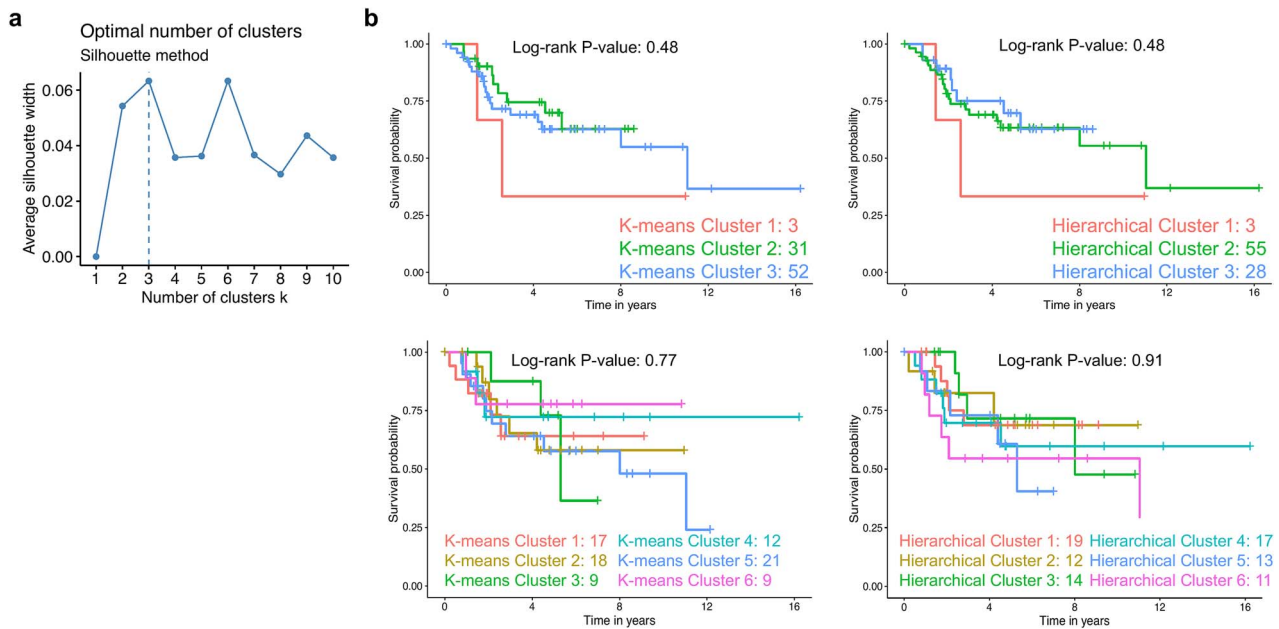 a
Optimal number of clusters
Silhouette method
Average silhouette width
0.06
0.04
0.02
0.00
1 2 3 4 5 6 7 8 9 10
Number of clusters k
b
Log-rank P-value: 0.48
Survival probability
1.00
0.75
0.50
0.25
0.00
K-means Cluster 1: 3
K-means Cluster 2: 31
K-means Cluster 3: 52
0 4 8 12 16
Time in years
Log-rank P-value: 0.48
Survival probability
1.00
0.75
0.50
0.25
0.00
Hierarchical Cluster 1: 3
Hierarchical Cluster 2: 55
Hierarchical Cluster 3: 28
0 4 8 12 16
Time in years
Log-rank P-value: 0.77
Survival probability
1.00
0.75
0.50
0.25
0.00
K-means Cluster 1: 17 K-means Cluster 4: 12
K-means Cluster 2: 18 K-means Cluster 5: 21
K-means Cluster 3: 9 K-means Cluster 6: 9
0 4 8 12 16
Time in years
Log-rank P-value: 0.91
Survival probability
1.00
0.75
0.50
0.25
0.00
Hierarchical Cluster 1: 19 Hierarchical Cluster 4: 17
Hierarchical Cluster 2: 12 Hierarchical Cluster 5: 13
Hierarchical Cluster 3: 14 Hierarchical Cluster 6: 11
0 4 8 12 16
Time in years